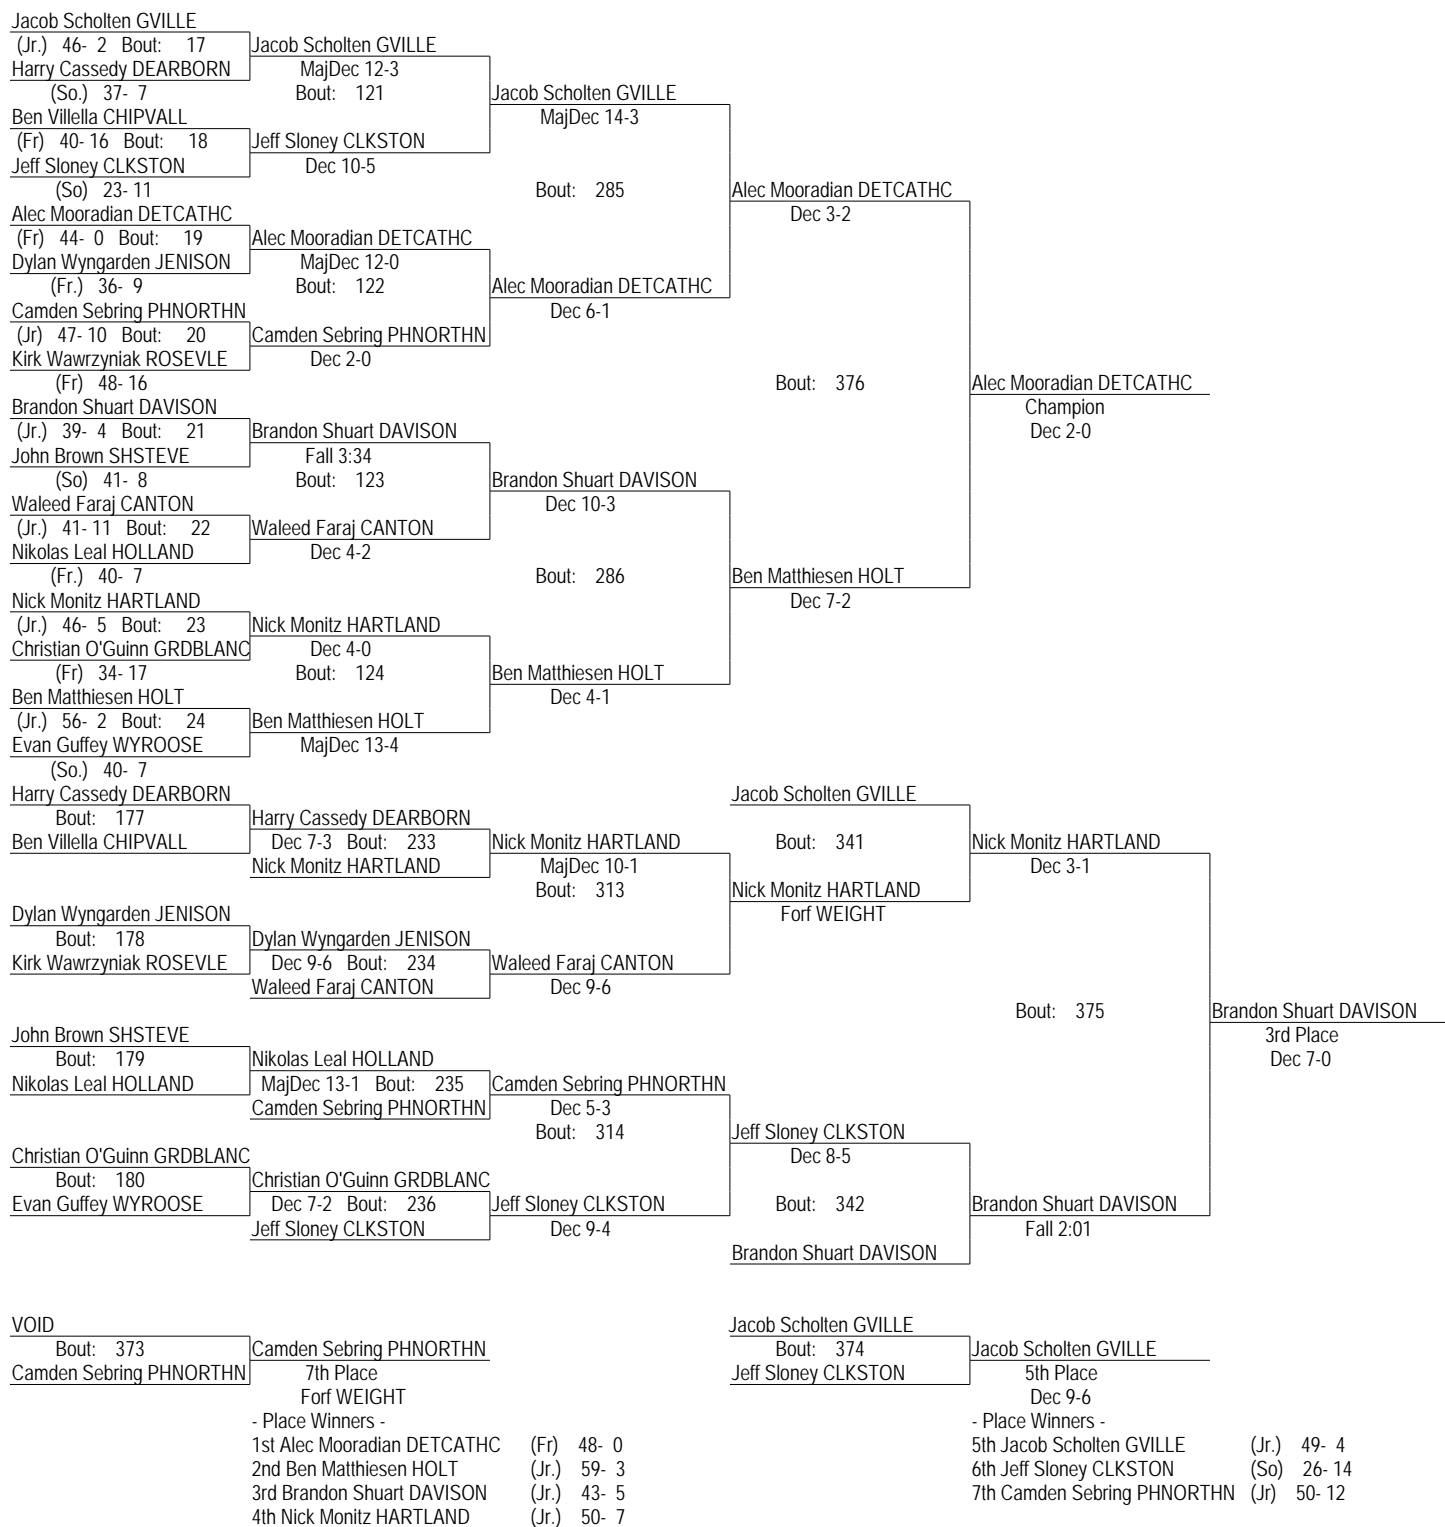 Jacob Scholten GVILLE
(Jr.) 46- 2 Bout: 17 Jacob Scholten GVILLE
Harry Cassedy DEARBORN MajDec 12-3
(So.) 37- 7 Bout: 121 Jacob Scholten GVILLE
Ben Villella CHIPVALL MajDec 14-3
(Fr) 40- 16 Bout: 18 Jeff Sloney CLKSTON
Jeff Sloney CLKSTON Dec 10-5
(So) 23- 11 Bout: 285 Alec Mooradian DETCATHC
Alec Mooradian DETCATHC Dec 3-2
(Fr) 44- 0 Bout: 19 Alec Mooradian DETCATHC
Dylan Wyngarden JENISON MajDec 12-0
(Fr.) 36- 9 Bout: 122 Alec Mooradian DETCATHC
Camden Sebring PHNORTHN Dec 6-1
(Jr) 47- 10 Bout: 20 Camden Sebring PHNORTHN
Kirk Wawrzyniak ROSEVLE Dec 2-0
(Fr) 48- 16 Bout: 376 Alec Mooradian DETCATHC
Brandon Shuart DAVISON Champion
(Jr.) 39- 4 Bout: 21 Brandon Shuart DAVISON Dec 2-0
John Brown SHSTEVE Fall 3:34
(So) 41- 8 Bout: 123 Brandon Shuart DAVISON
Waleed Faraj CANTON Dec 10-3
(Jr.) 41- 11 Bout: 22 Waleed Faraj CANTON
Nikolas Leal HOLLAND Dec 4-2
(Fr.) 40- 7 Bout: 286 Ben Matthiesen HOLT
Nick Monitz HARTLAND Dec 7-2
(Jr.) 46- 5 Bout: 23 Nick Monitz HARTLAND
Christian O'Guinn GRDBLANC Dec 4-0
(Fr) 34- 17 Bout: 124 Ben Matthiesen HOLT
Ben Matthiesen HOLT Dec 4-1
(Jr.) 56- 2 Bout: 24 Ben Matthiesen HOLT
Evan Guffey WYROOSE MajDec 13-4
(So.) 40- 7
Harry Cassedy DEARBORN Jacob Scholten GVILLE
Bout: 177 Harry Cassedy DEARBORN
Ben Villella CHIPVALL Dec 7-3 Bout: 233 Nick Monitz HARTLAND Bout: 341 Nick Monitz HARTLAND
Nick Monitz HARTLAND MajDec 10-1 Dec 3-1
Bout: 313 Nick Monitz HARTLAND
Dylan Wyngarden JENISON Forf WEIGHT
Bout: 178 Dylan Wyngarden JENISON
Kirk Wawrzyniak ROSEVLE Dec 9-6 Bout: 234 Waleed Faraj CANTON
Waleed Faraj CANTON Dec 9-6
Bout: 375 Brandon Shuart DAVISON
John Brown SHSTEVE 3rd Place
Bout: 179 Nikolas Leal HOLLAND Dec 7-0
Nikolas Leal HOLLAND MajDec 13-1 Bout: 235 Camden Sebring PHNORTHN
Camden Sebring PHNORTHN Dec 5-3
Bout: 314 Jeff Sloney CLKSTON
Christian O'Guinn GRDBLANC Dec 8-5
Bout: 180 Christian O'Guinn GRDBLANC
Evan Guffey WYROOSE Dec 7-2 Bout: 236 Jeff Sloney CLKSTON Bout: 342 Brandon Shuart DAVISON
Jeff Sloney CLKSTON Dec 9-4 Fall 2:01
Brandon Shuart DAVISON
VOID Jacob Scholten GVILLE
Bout: 373 Camden Sebring PHNORTHN Bout: 374 Jacob Scholten GVILLE
Camden Sebring PHNORTHN 7th Place Jeff Sloney CLKSTON 5th Place
Forf WEIGHT Dec 9-6
- Place Winners - - Place Winners -
1st Alec Mooradian DETCATHC (Fr) 48- 0 5th Jacob Scholten GVILLE (Jr.) 49- 4
2nd Ben Matthiesen HOLT (Jr.) 59- 3 6th Jeff Sloney CLKSTON (So) 26- 14
3rd Brandon Shuart DAVISON (Jr.) 43- 5 7th Camden Sebring PHNORTHN (Jr) 50- 12
4th Nick Monitz HARTLAND (Jr.) 50- 7